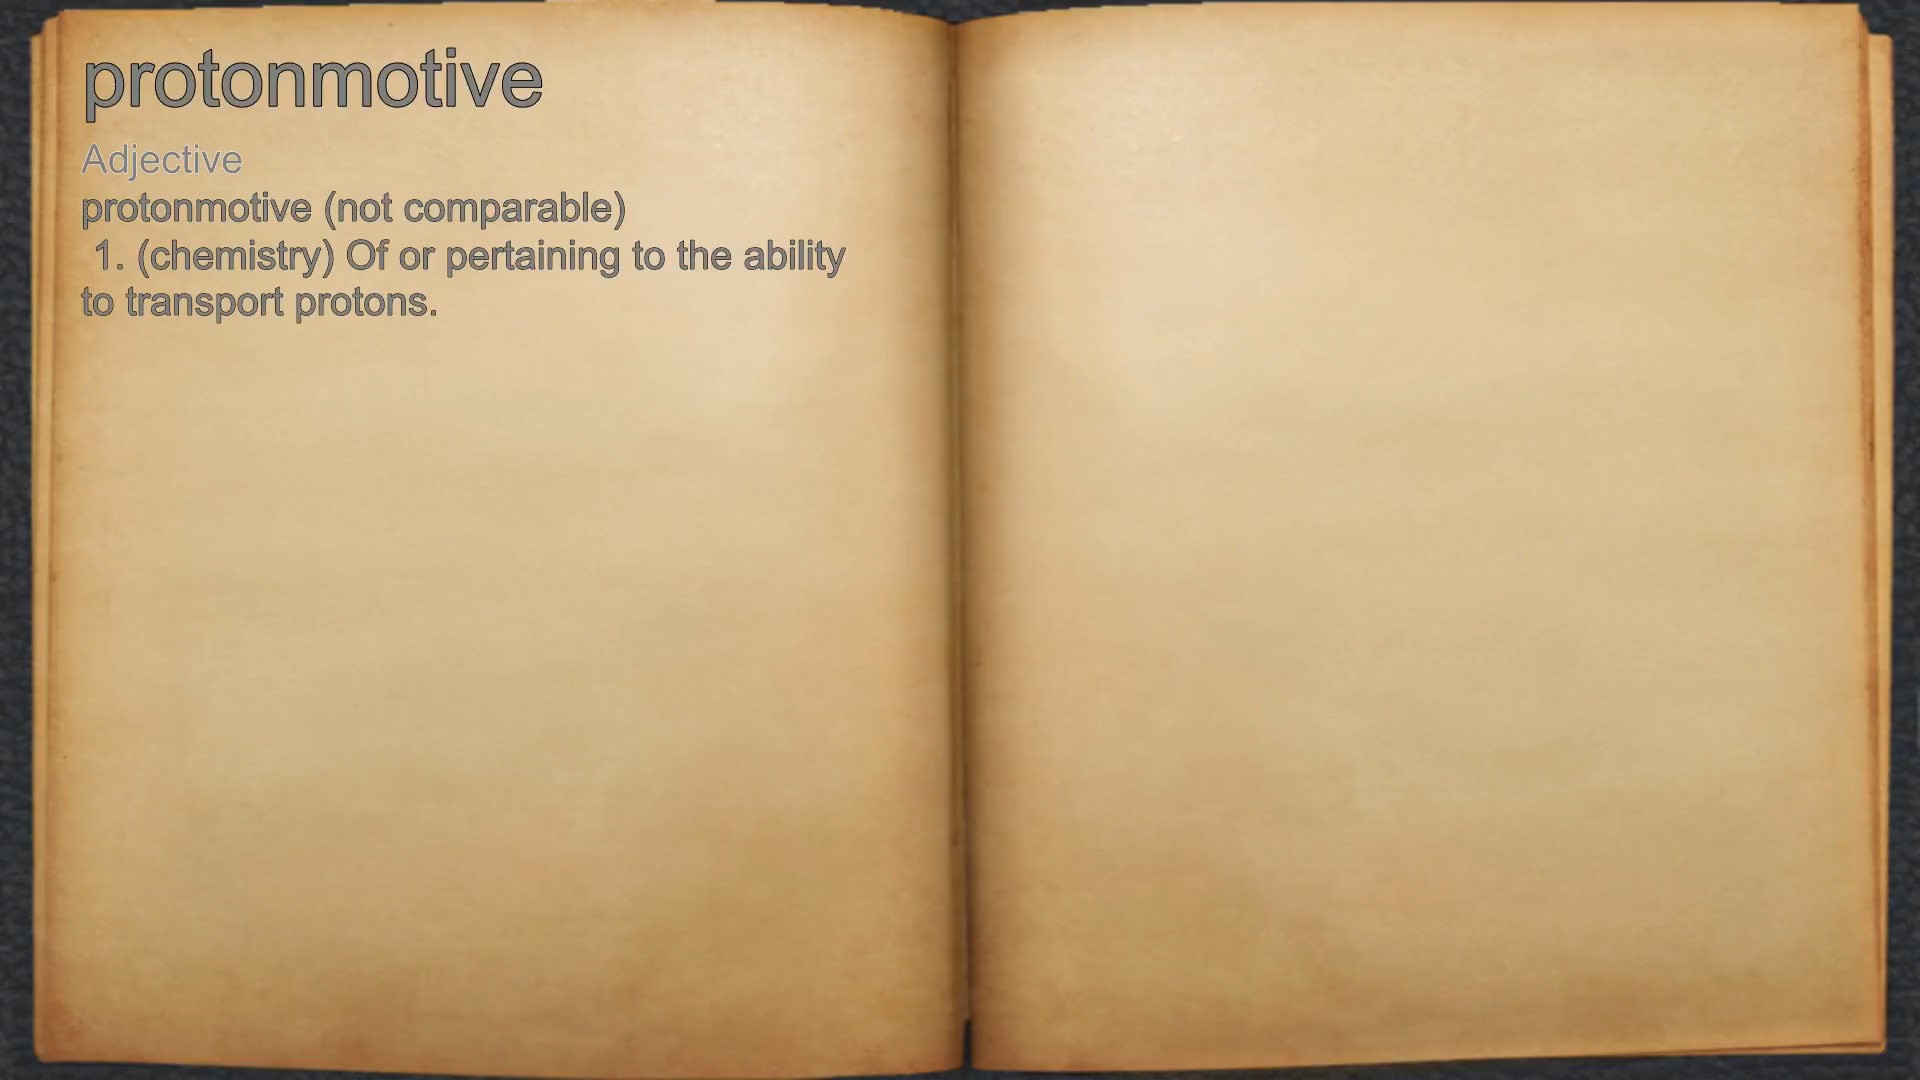 protonmotive
Adjective
protonmotive (not comparable)
1. (chemistry) Of or pertaining to the ability
to transport protons.